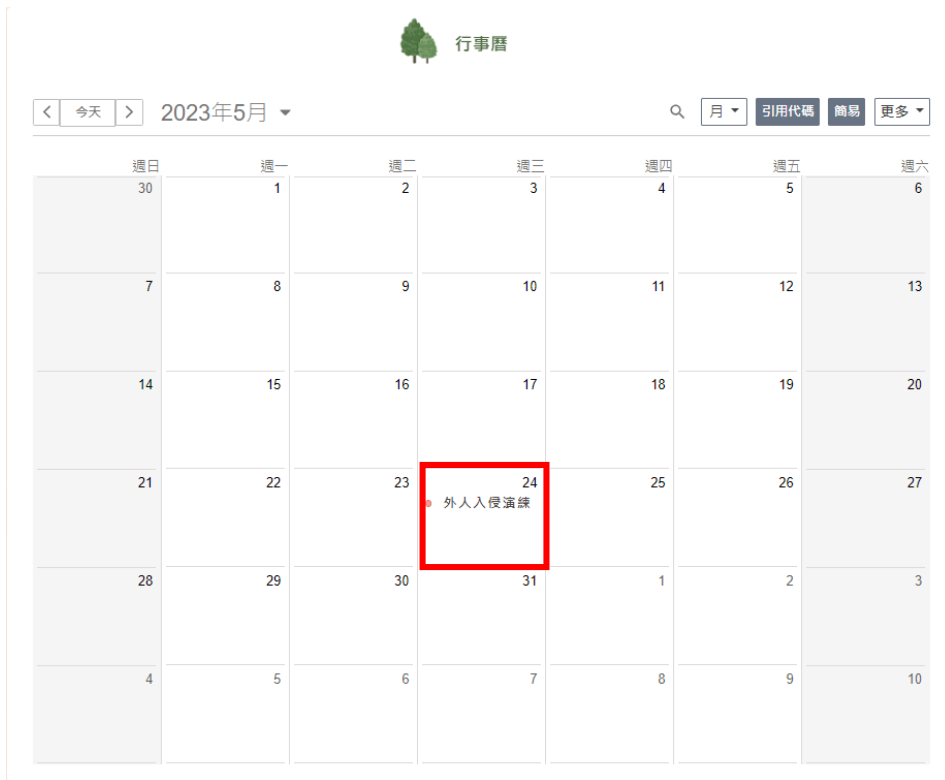 行事曆
今天 2023年5月 月 引用代碼 簡易 更多
週日 週一 週二 週三 週四 週五 週六
30 1 2 3 4 5 6
7 8 9 10 11 12 13
14 15 16 17 18 19 20
21 22 23 24 25 26 27
外人入侵演練
28 29 30 31 1 2 3
4 5 6 7 8 9 10